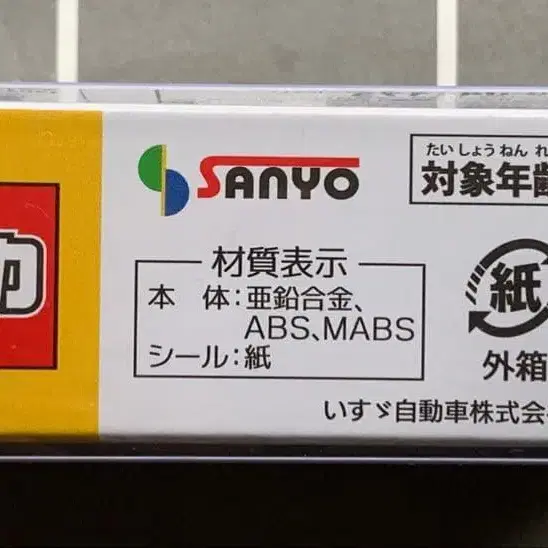 SANYO
たいしょうねんれ
対象年齢
材質表示
本 体:亜鉛合金、
ABS、MABS
シール:紙
紙
外箱
いすゞ自動車株式会